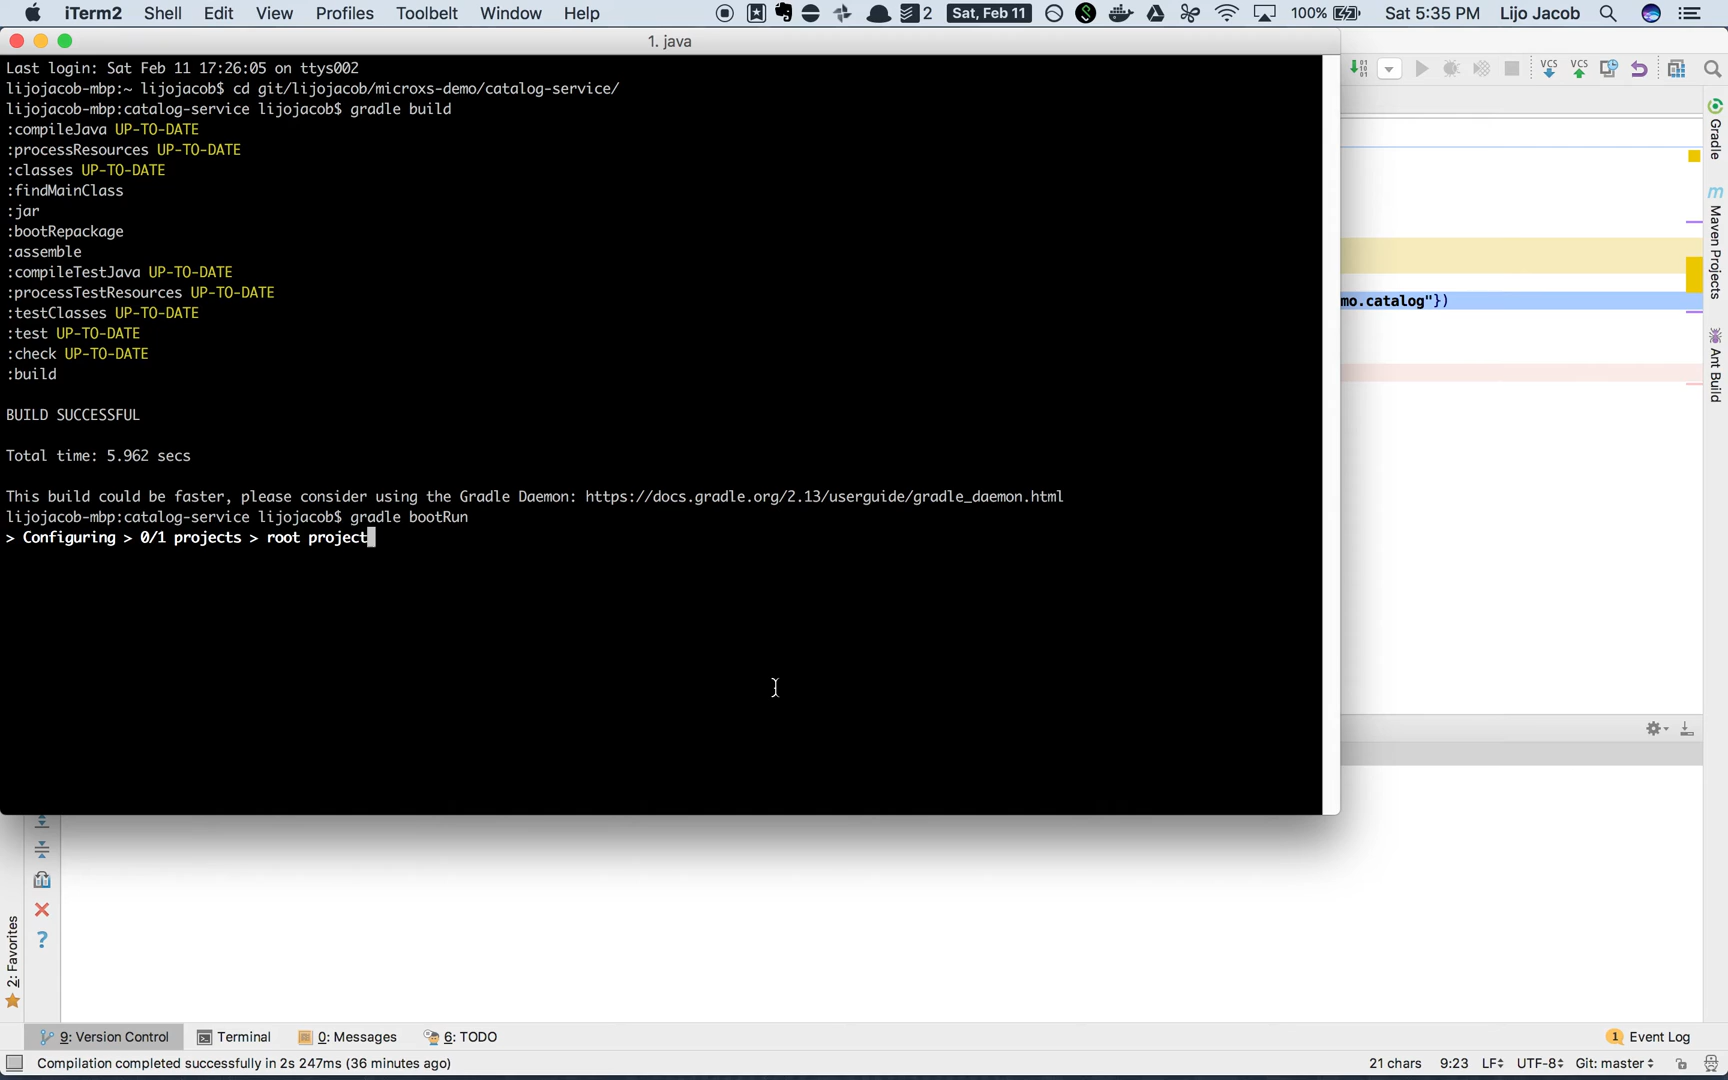 iTerm2 Shell Edit View Profiles Toolbelt Window Help 2 Sat, Feb 11 100% Sat 5:35 PM Lijo Jacob
1. java
Last login: Sat Feb 11 17:26:05 on ttys002
lijojacob-mbp:~ lijojacob$ cd git/lijojacob/microxs-demo/catalog-service/
lijojacob-mbp:catalog-service lijojacob$ gradle build
:compileJava UP-TO-DATE
:processResources UP-TO-DATE
:classes UP-TO-DATE
:findMainClass
:jar
:bootRepackage
:assemble
:compileTestJava UP-TO-DATE
:processTestResources UP-TO-DATE
:testClasses UP-TO-DATE
:test UP-TO-DATE
:check UP-TO-DATE
:build
BUILD SUCCESSFUL
Total time: 5.962 secs
This build could be faster, please consider using the Gradle Daemon: https://docs.gradle.org/2.13/userguide/gradle_daemon.html
lijojacob-mbp:catalog-service lijojacob$ gradle bootRun
> Configuring > 0/1 projects > root project
VCS VCS
mo.catalog"})
Gradle
Maven Projects
Ant Build
2: Favorites
9: Version Control Terminal 0: Messages 6: TODO 1 Event Log
Compilation completed successfully in 2s 247ms (36 minutes ago) 21 chars 9:23 LF UTF-8 Git: master